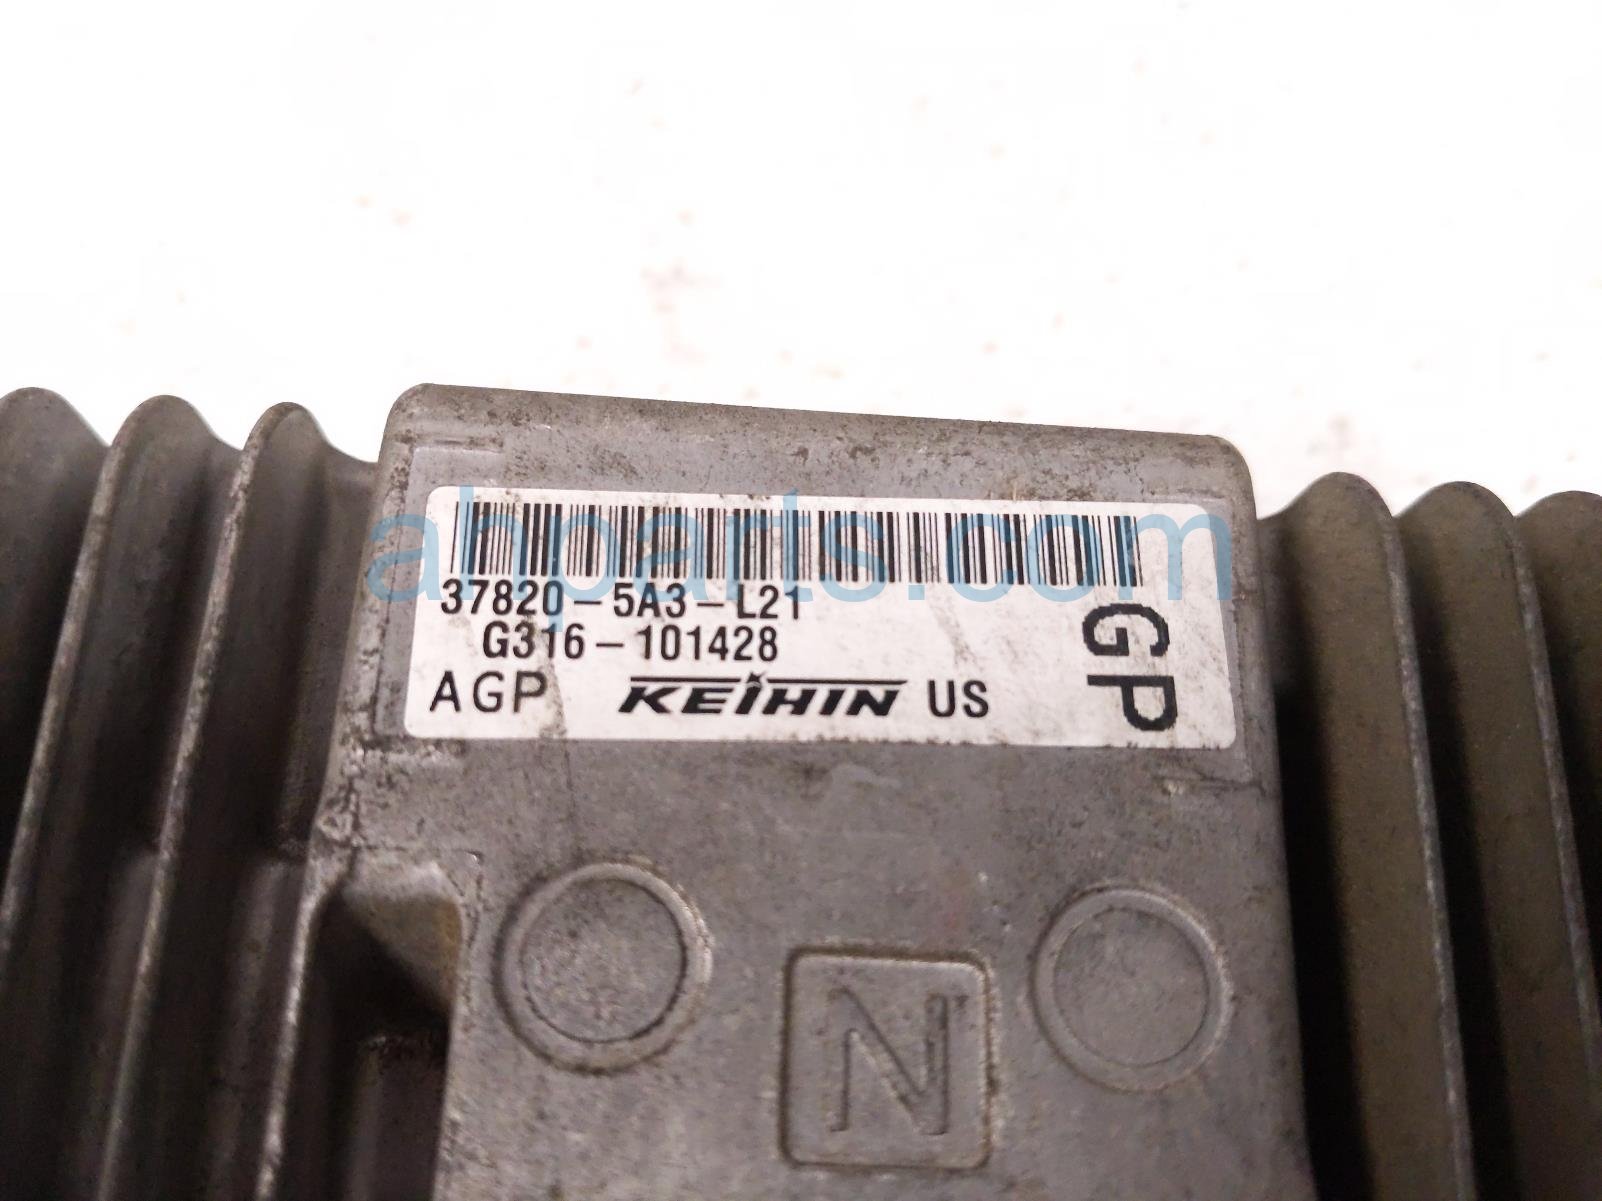 ahparts.com
37820-5A3-L21
G316-101428
AGP KEIHIN US
GP
N